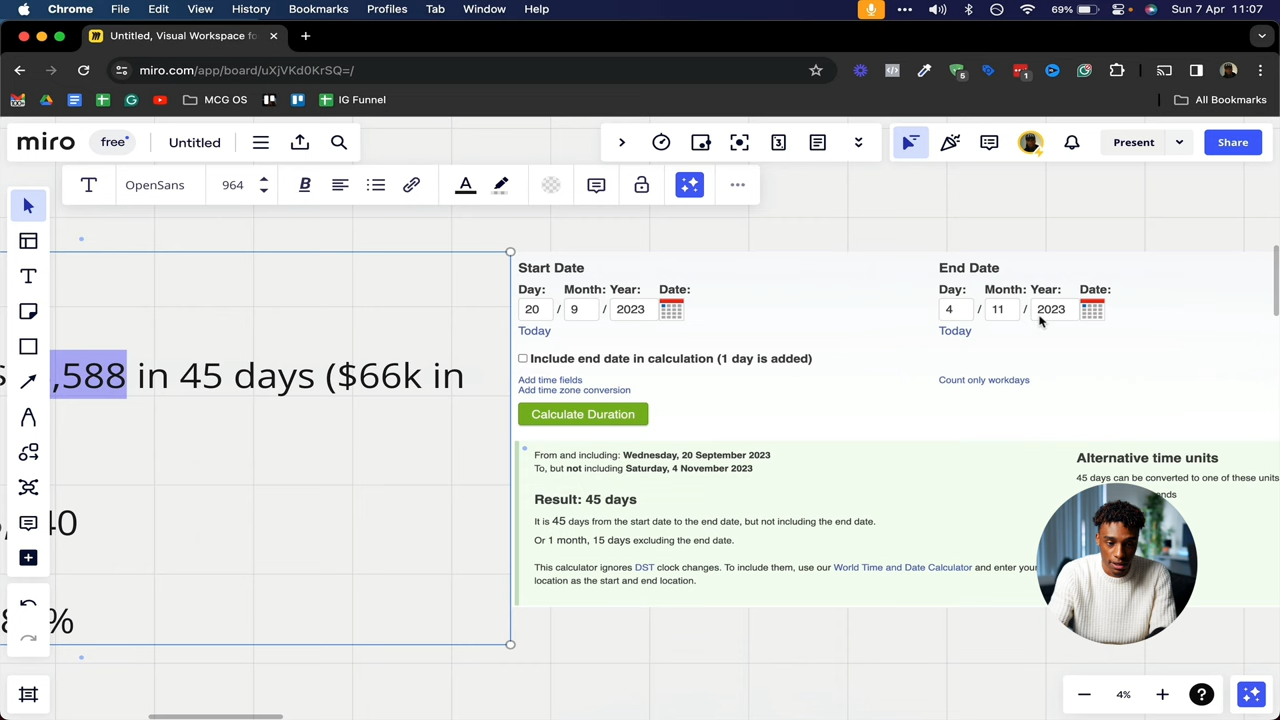 Chrome File Edit View History Bookmarks Profiles Tab Window Help 69% Sun 7 Apr 11:07
Untitled, Visual Workspace fo
miro.com/app/board/uXjVKd0KrSQ=/
5
1
MCG OS
IG Funnel
All Bookmarks
miro free Untitled
3
Present
Share
OpenSans 964 B A
Start Date
Day: Month: Year: Date:
20 / 9 / 2023
Today
End Date
Day: Month: Year: Date:
4 / 11 / 2023
Today
Include end date in calculation (1 day is added)
Add time fields
Add time zone conversion
Count only workdays
Calculate Duration
,588 in 45 days ($66k in
40
%
From and including: Wednesday, 20 September 2023
To, but not including Saturday, 4 November 2023
Result: 45 days
It is 45 days from the start date to the end date, but not including the end date.
Or 1 month, 15 days excluding the end date.
This calculator ignores DST clock changes. To include them, use our World Time and Date Calculator and enter your
location as the start and end location.
Alternative time units
45 days can be converted to one of these units
4%